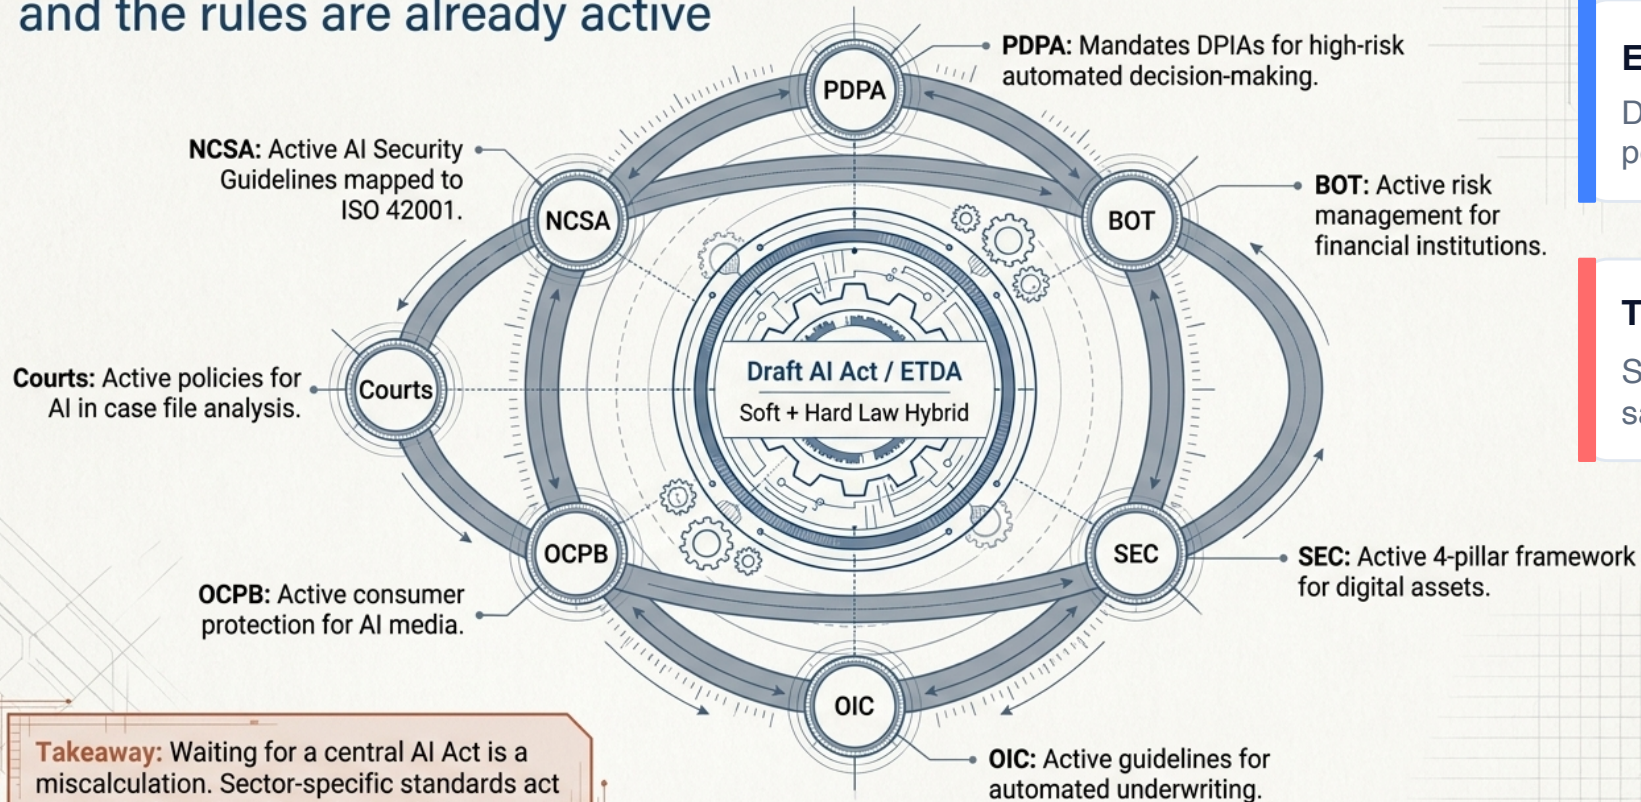 and the rules are already active
PDPA
PDPA: Mandates DPIAs for high-risk
automated decision-making.
NCSA: Active AI Security
Guidelines mapped to
ISO 42001.
NCSA
BOT
BOT: Active risk
management for
financial institutions.
Courts: Active policies for
AI in case file analysis.
Courts
Draft AI Act / ETDA
Soft + Hard Law Hybrid
OCPB
SEC
SEC: Active 4-pillar framework
for digital assets.
OCPB: Active consumer
protection for AI media.
OIC
OIC: Active guidelines for
automated underwriting.
Takeaway: Waiting for a central AI Act is a
miscalculation. Sector-specific standards act